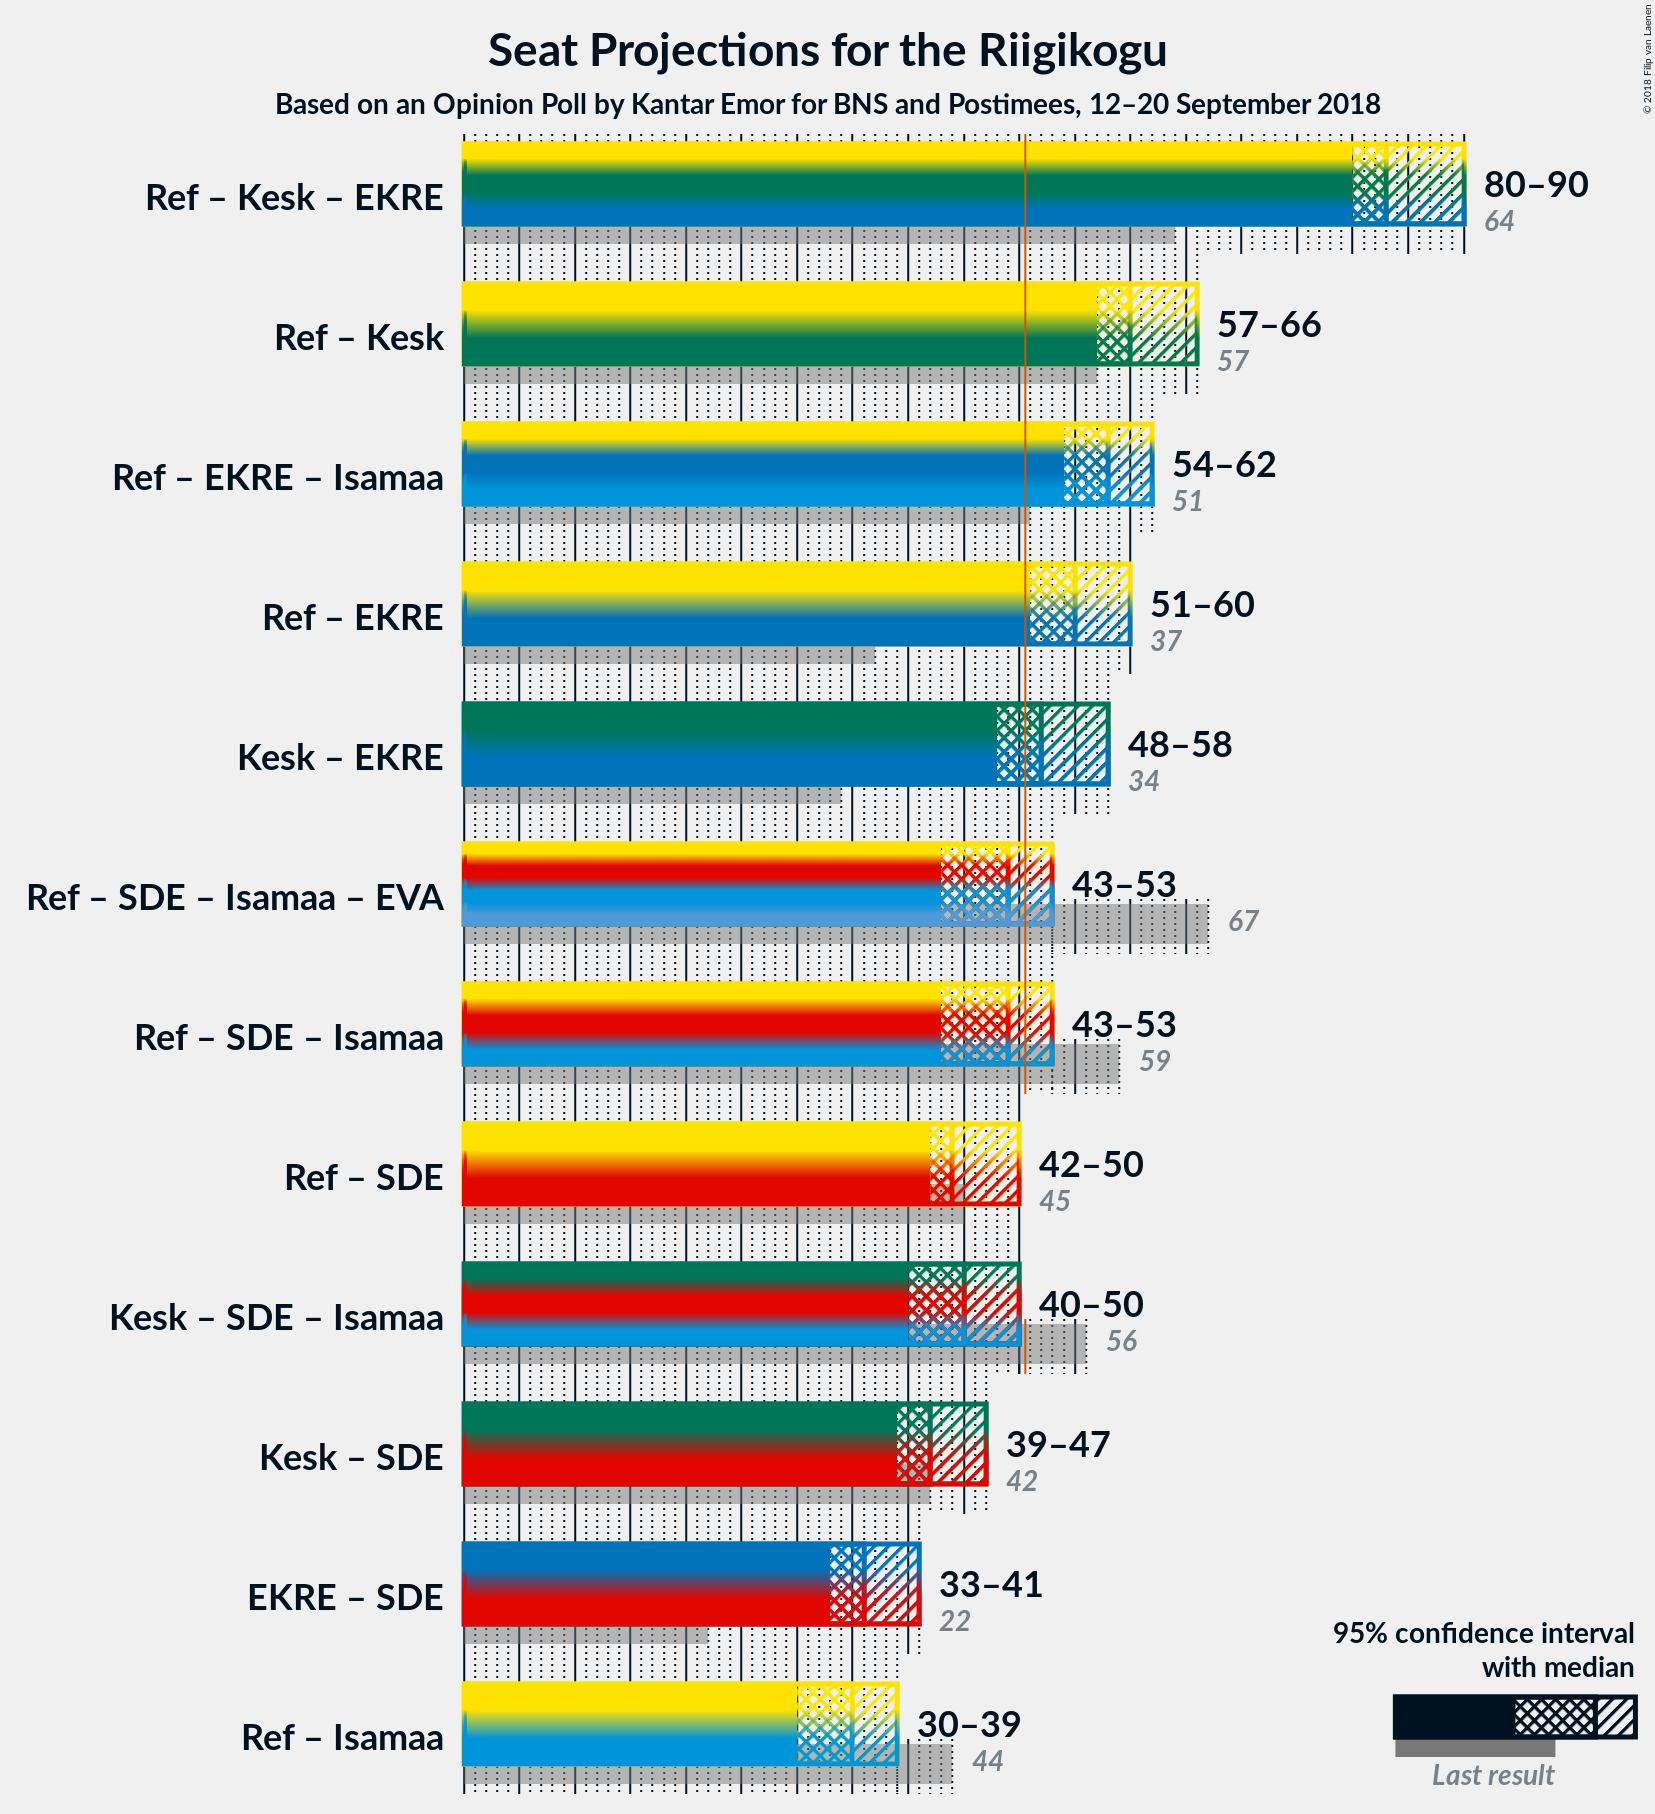 Seat Projections for the Riigikogu
Based on an Opinion Poll by Kantar Emor for BNS and Postimees, 12–20 September 2018
© 2018 Filip van Laenen
Ref – Kesk – EKRE
80–90
64
Ref – Kesk
57–66
57
Ref – EKRE – Isamaa
54–62
51
Ref – EKRE
51–60
37
Kesk – EKRE
48–58
34
Ref – SDE – Isamaa – EVA
43–53
67
Ref – SDE – Isamaa
43–53
59
Ref – SDE
42–50
45
Kesk – SDE – Isamaa
40–50
56
Kesk – SDE
39–47
42
EKRE – SDE
33–41
22
Ref – Isamaa
30–39
44
95% confidence interval
with median
Last result